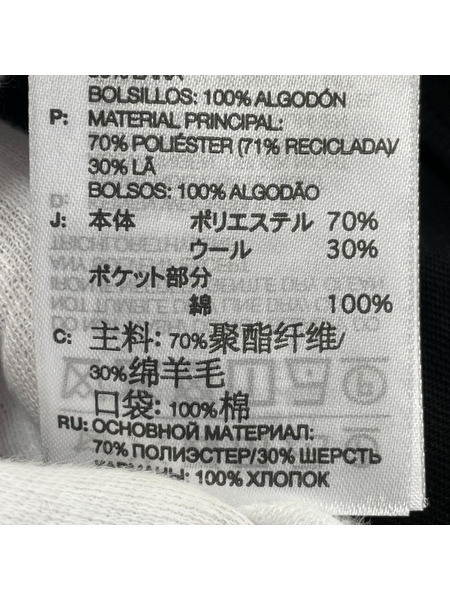 BOLSILLOS: 100% ALGODÓN
P: MATERIAL PRINCIPAL:
70% POLIÉSTER (71% RECICLADA)/
30% LÃ
BOLSOS: 100% ALGODÃO
J: 本体 ポリエステル 70%
ウール 30%
ポケット部分
綿 100%
C: 主料: 70%聚酯纤维/
30%绵羊毛
口袋: 100%棉
RU: ОСНОВНОЙ МАТЕРИАЛ:
70% ПОЛИЭСТЕР/30% ШЕРСТЬ
КАРМАНЫ: 100% ХЛОПОК